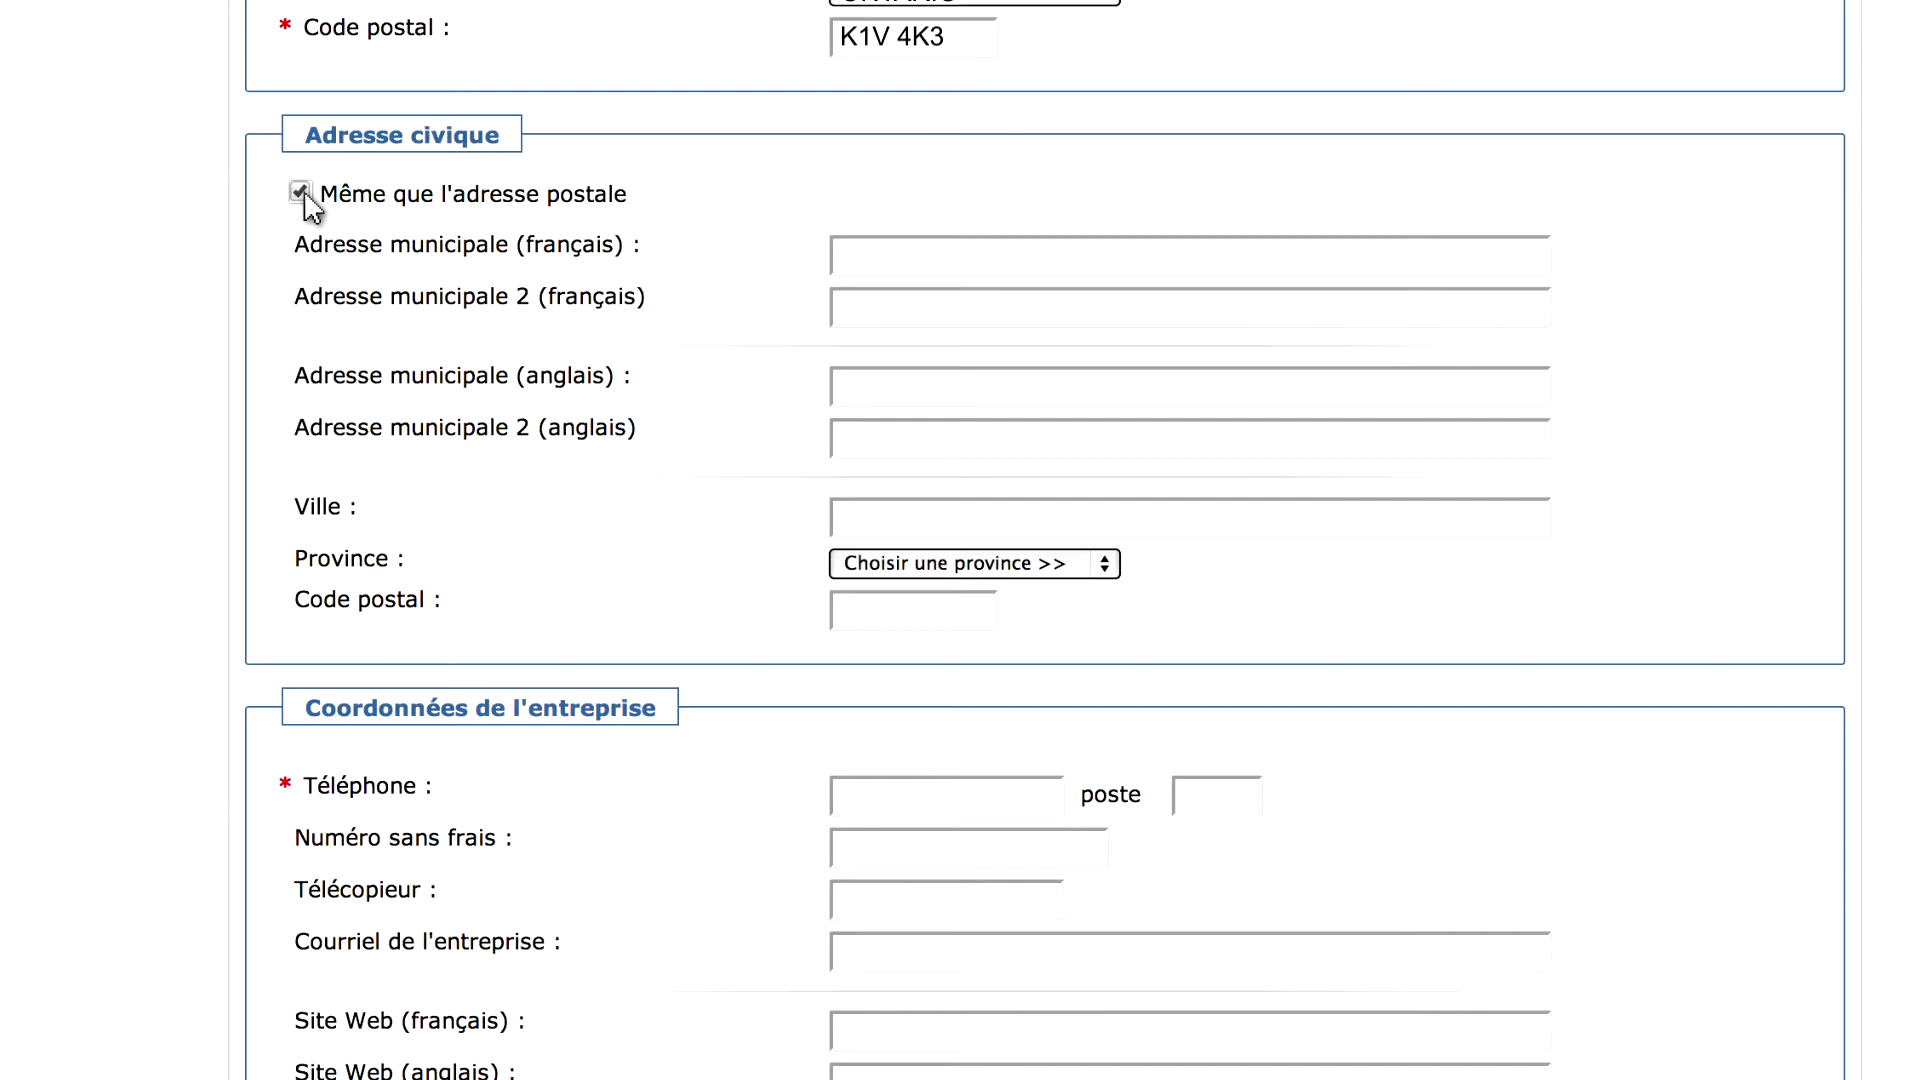 * Code postal :
K1V 4K3
Adresse civique
Même que l'adresse postale
Adresse municipale (français) :
Adresse municipale 2 (français)
Adresse municipale (anglais) :
Adresse municipale 2 (anglais)
Ville :
Province :
Choisir une province >>
Code postal :
Coordonnées de l'entreprise
* Téléphone :
poste
Numéro sans frais :
Télécopieur :
Courriel de l'entreprise :
Site Web (français) :
Site Web (anglais) :